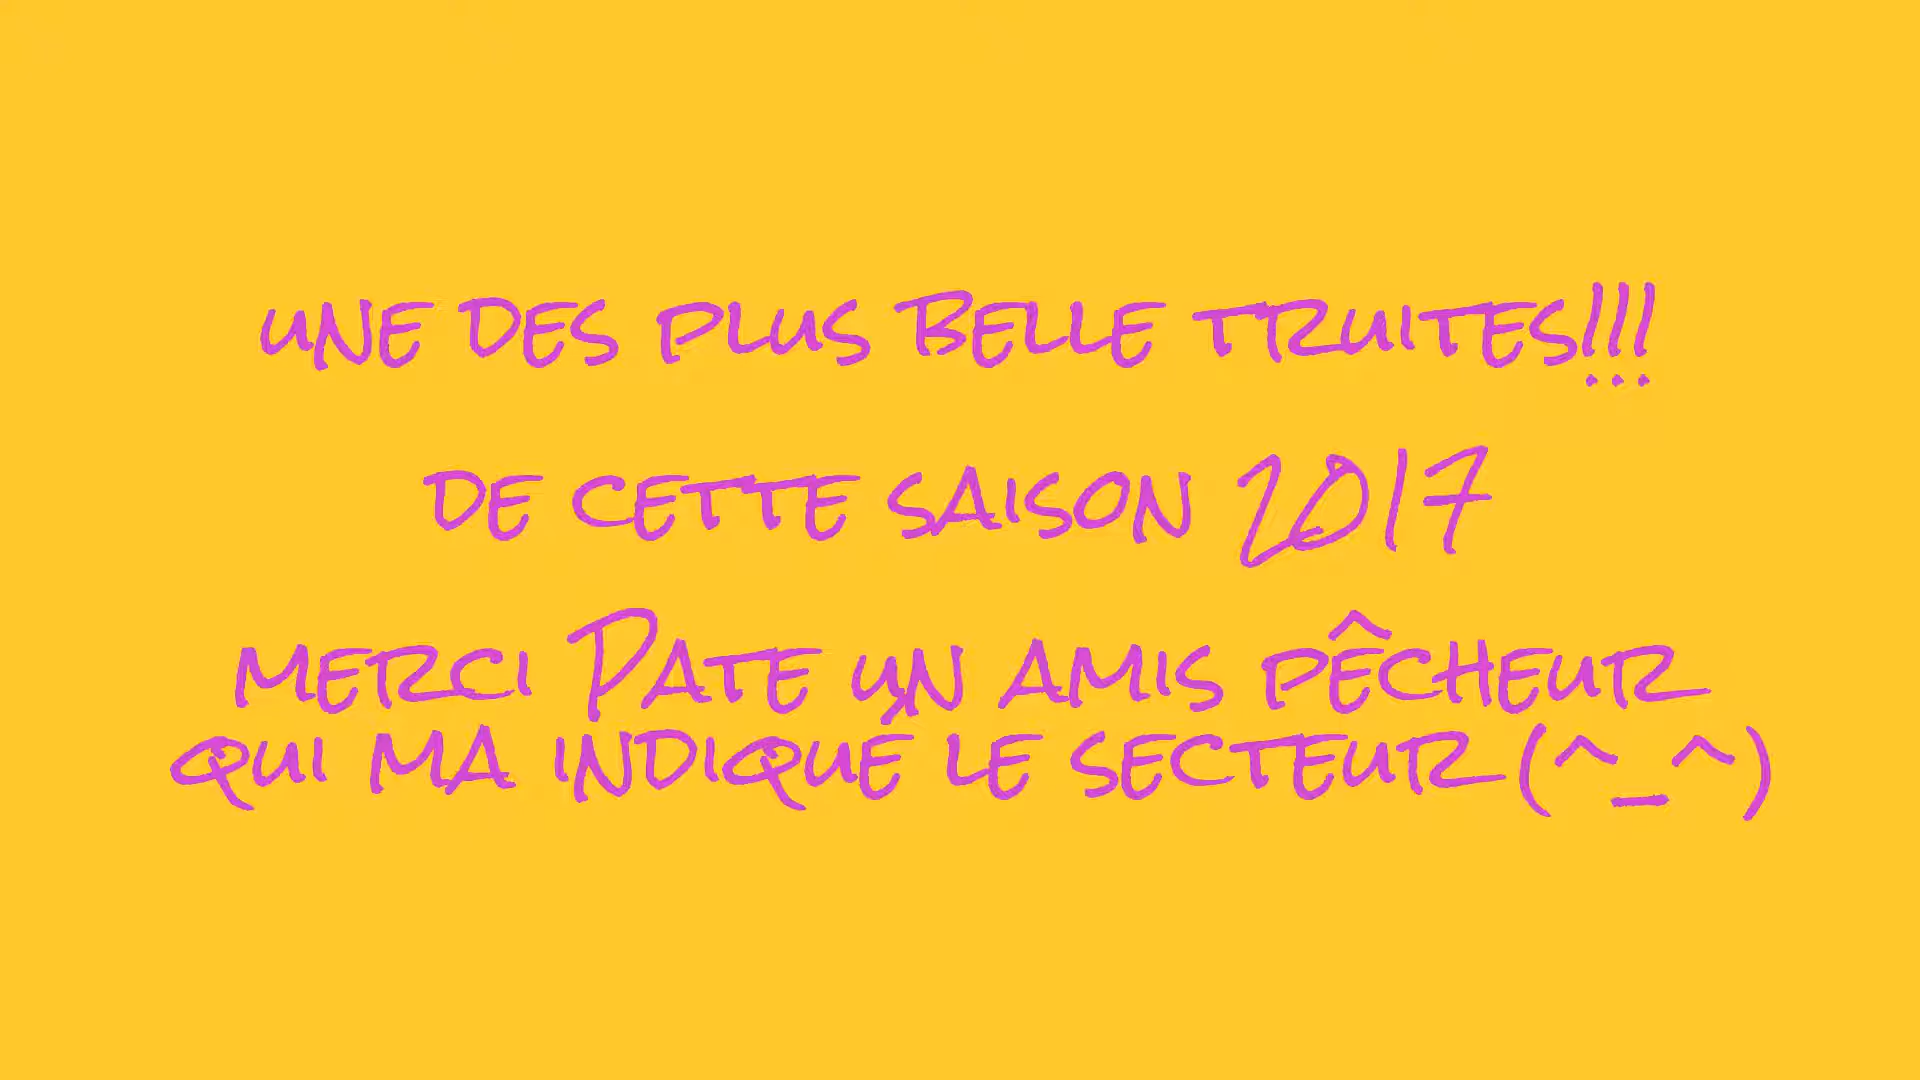 une des plus belle truites!!!
de cette saison 2017
merci Pate un amis pêcheur
qui ma indiqué le secteur (^_^)